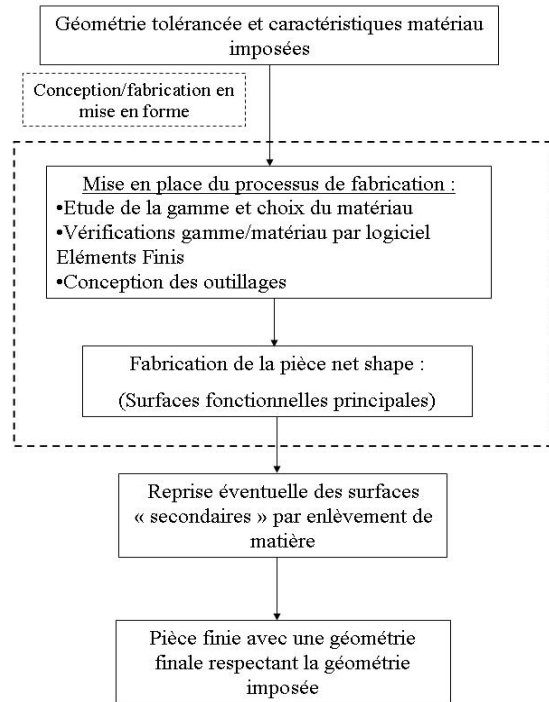 Géométrie tolérancée et caractéristiques matériau
imposées
Conception/fabrication en
mise en forme
Mise en place du processus de fabrication :
•Etude de la gamme et choix du matériau
•Vérifications gamme/matériau par logiciel
Eléments Finis
•Conception des outillages
Fabrication de la pièce net shape :
(Surfaces fonctionnelles principales)
Reprise éventuelle des surfaces
« secondaires » par enlèvement de
matière
Pièce finie avec une géométrie
finale respectant la géométrie
imposée